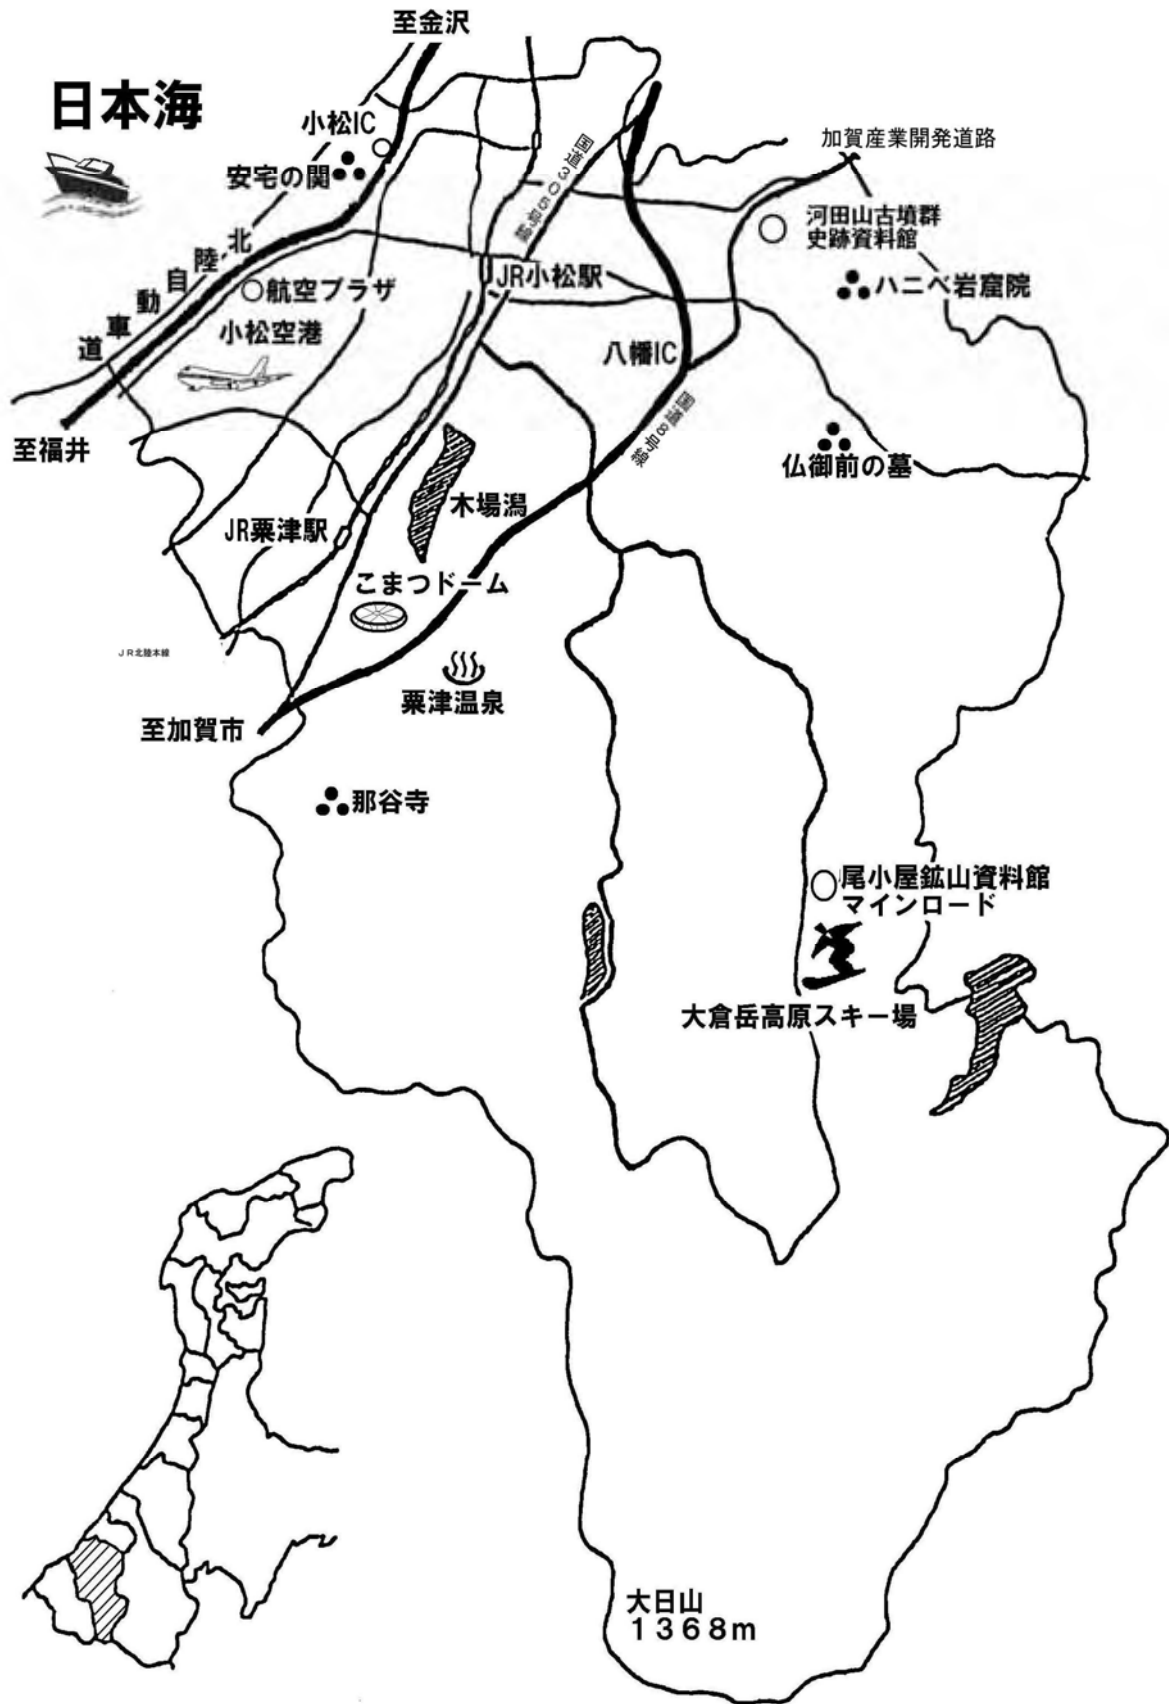 至金沢
日本海
小松IC
安宅の関
加賀産業開発道路
国道305号線
河田山古墳群
史跡資料館
北陸自動車道
JR小松駅
ハニベ岩窟院
航空プラザ
小松空港
八幡IC
国道8号線
至福井
仏御前の墓
木場潟
JR粟津駅
こまつドーム
JR北陸本線
粟津温泉
至加賀市
那谷寺
尾小屋鉱山資料館
マインロード
大倉岳高原スキー場
大日山
1368m